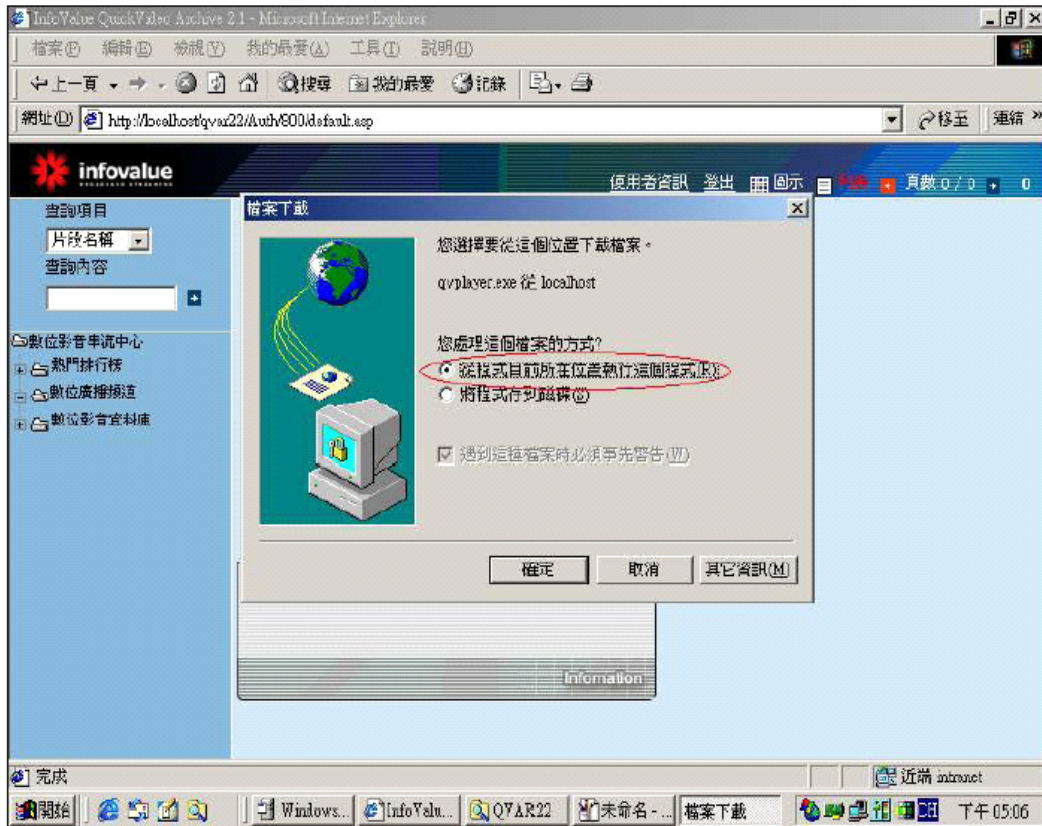 InfoValue QuickVideo Archive 2.1 - Microsoft Internet Explorer
檔案(F) 編輯(E) 檢視(V) 我的最愛(A) 工具(T) 說明(H)
上一頁 搜尋 我的最愛 記錄
網址(D) http://localhost/qvar22/Auth/900/default.asp 移至 連結 »
infovalue
使用者資訊 登出 圖示 頁數 0 / 0 0
查詢項目
片段名稱
查詢內容
數位影音串流中心
熱門排行榜
數位廣播頻道
數位影音資料庫
檔案下載
您選擇要從這個位置下載檔案。
qvplayer.exe 從 localhost
您處理這個檔案的方式?
從程式目前所在位置執行這個程式(R)
將程式存到磁碟(S)
遇到這種檔案時必須事先警告(W)
確定 取消 其它資訊(M)
Infomation
完成 近端 intranet
開始 Windows... InfoValu... QVAR22 未命名 - ... 檔案下載 CH 下午 05:06